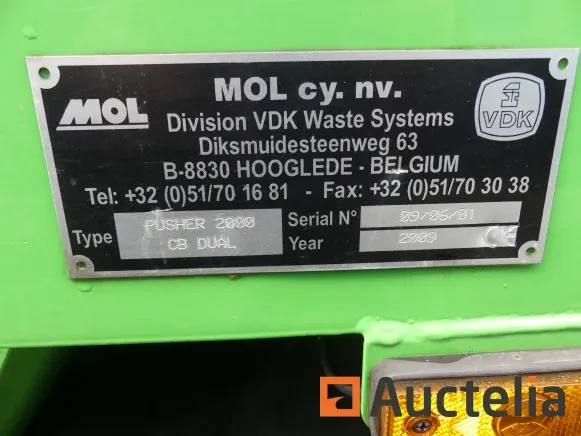 MOL
MOL cy. nv.
VDK
Division VDK Waste Systems
Diksmuidesteenweg 63
B-8830 HOOGLEDE - BELGIUM
Tel: +32 (0)51/70 16 81 - Fax: +32 (0)51/70 30 38
Type PUSHER 2000 Serial N° 09/06/01
CB DUAL Year 2009 CE
Auctelia